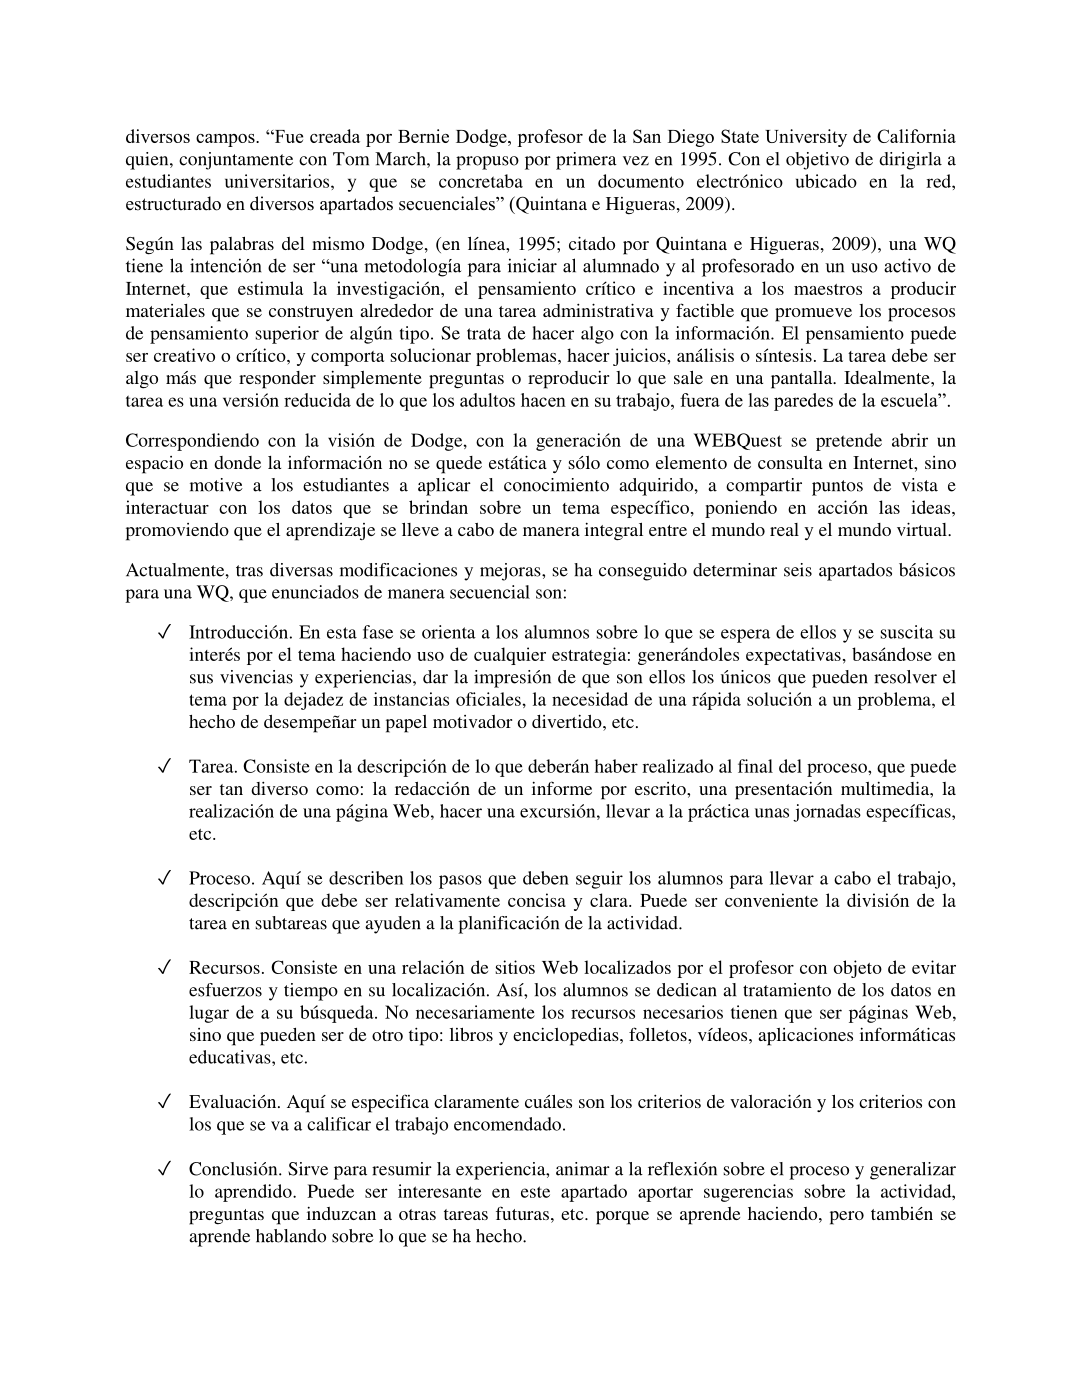 diversos campos. “Fue creada por Bernie Dodge, profesor de la San Diego State University de California
quien, conjuntamente con Tom March, la propuso por primera vez en 1995. Con el objetivo de dirigirla a
estudiantes universitarios, y que se concretaba en un documento electrónico ubicado en la red,
estructurado en diversos apartados secuenciales” (Quintana e Higueras, 2009).
Según las palabras del mismo Dodge, (en línea, 1995; citado por Quintana e Higueras, 2009), una WQ
tiene la intención de ser “una metodología para iniciar al alumnado y al profesorado en un uso activo de
Internet, que estimula la investigación, el pensamiento crítico e incentiva a los maestros a producir
materiales que se construyen alrededor de una tarea administrativa y factible que promueve los procesos
de pensamiento superior de algún tipo. Se trata de hacer algo con la información. El pensamiento puede
ser creativo o crítico, y comporta solucionar problemas, hacer juicios, análisis o síntesis. La tarea debe ser
algo más que responder simplemente preguntas o reproducir lo que sale en una pantalla. Idealmente, la
tarea es una versión reducida de lo que los adultos hacen en su trabajo, fuera de las paredes de la escuela”.
Correspondiendo con la visión de Dodge, con la generación de una WEBQuest se pretende abrir un
espacio en donde la información no se quede estática y sólo como elemento de consulta en Internet, sino
que se motive a los estudiantes a aplicar el conocimiento adquirido, a compartir puntos de vista e
interactuar con los datos que se brindan sobre un tema específico, poniendo en acción las ideas,
promoviendo que el aprendizaje se lleve a cabo de manera integral entre el mundo real y el mundo virtual.
Actualmente, tras diversas modificaciones y mejoras, se ha conseguido determinar seis apartados básicos
para una WQ, que enunciados de manera secuencial son:
✓ Introducción. En esta fase se orienta a los alumnos sobre lo que se espera de ellos y se suscita su
interés por el tema haciendo uso de cualquier estrategia: generándoles expectativas, basándose en
sus vivencias y experiencias, dar la impresión de que son ellos los únicos que pueden resolver el
tema por la dejadez de instancias oficiales, la necesidad de una rápida solución a un problema, el
hecho de desempeñar un papel motivador o divertido, etc.
✓ Tarea. Consiste en la descripción de lo que deberán haber realizado al final del proceso, que puede
ser tan diverso como: la redacción de un informe por escrito, una presentación multimedia, la
realización de una página Web, hacer una excursión, llevar a la práctica unas jornadas específicas,
etc.
✓ Proceso. Aquí se describen los pasos que deben seguir los alumnos para llevar a cabo el trabajo,
descripción que debe ser relativamente concisa y clara. Puede ser conveniente la división de la
tarea en subtareas que ayuden a la planificación de la actividad.
✓ Recursos. Consiste en una relación de sitios Web localizados por el profesor con objeto de evitar
esfuerzos y tiempo en su localización. Así, los alumnos se dedican al tratamiento de los datos en
lugar de a su búsqueda. No necesariamente los recursos necesarios tienen que ser páginas Web,
sino que pueden ser de otro tipo: libros y enciclopedias, folletos, vídeos, aplicaciones informáticas
educativas, etc.
✓ Evaluación. Aquí se especifica claramente cuáles son los criterios de valoración y los criterios con
los que se va a calificar el trabajo encomendado.
✓ Conclusión. Sirve para resumir la experiencia, animar a la reflexión sobre el proceso y generalizar
lo aprendido. Puede ser interesante en este apartado aportar sugerencias sobre la actividad,
preguntas que induzcan a otras tareas futuras, etc. porque se aprende haciendo, pero también se
aprende hablando sobre lo que se ha hecho.